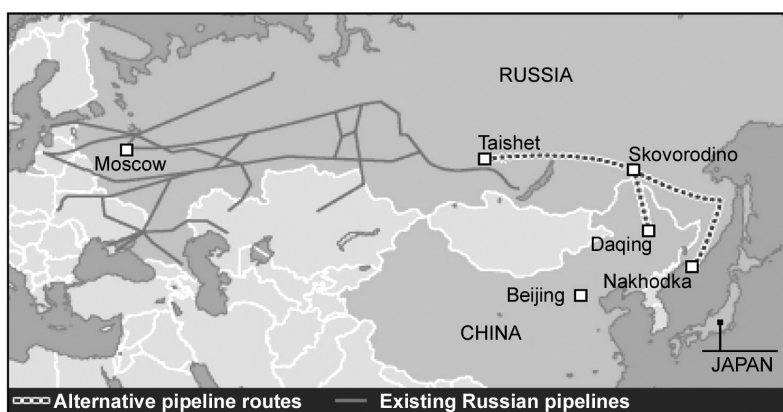 RUSSIA
Taishet
Skovorodino
Moscow
Daqing
Nakhodka
Beijing
CHINA
JAPAN
Alternative pipeline routes
Existing Russian pipelines